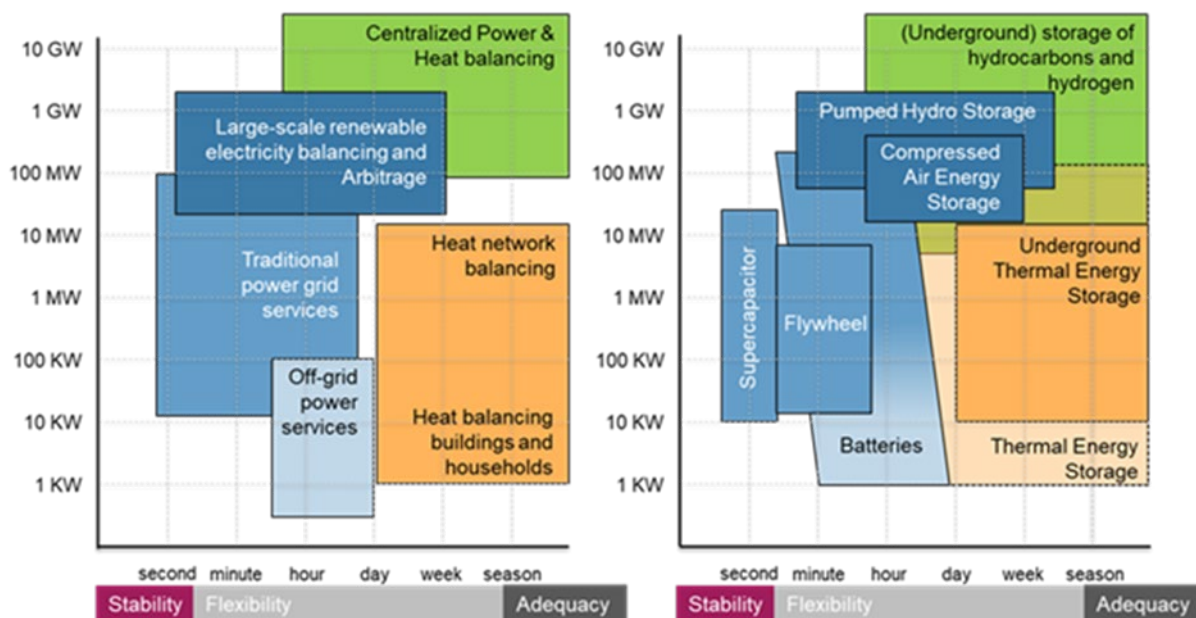 10 GW
1 GW
100 MW
10 MW
1 MW
100 KW
10 KW
1 KW
Centralized Power &
Heat balancing
Large-scale renewable
electricity balancing and
Arbitrage
Traditional
power grid
services
Heat network
balancing
Off-grid
power
services
Heat balancing
buildings and
households
second minute hour day week season
Stability Flexibility Adequacy
10 GW
1 GW
100 MW
10 MW
1 MW
100 KW
10 KW
1 KW
(Underground) storage of
hydrocarbons and
hydrogen
Pumped Hydro Storage
Compressed
Air Energy
Storage
Supercapacitor
Flywheel
Underground
Thermal Energy
Storage
Batteries
Thermal Energy
Storage
second minute hour day week season
Stability Flexibility Adequacy